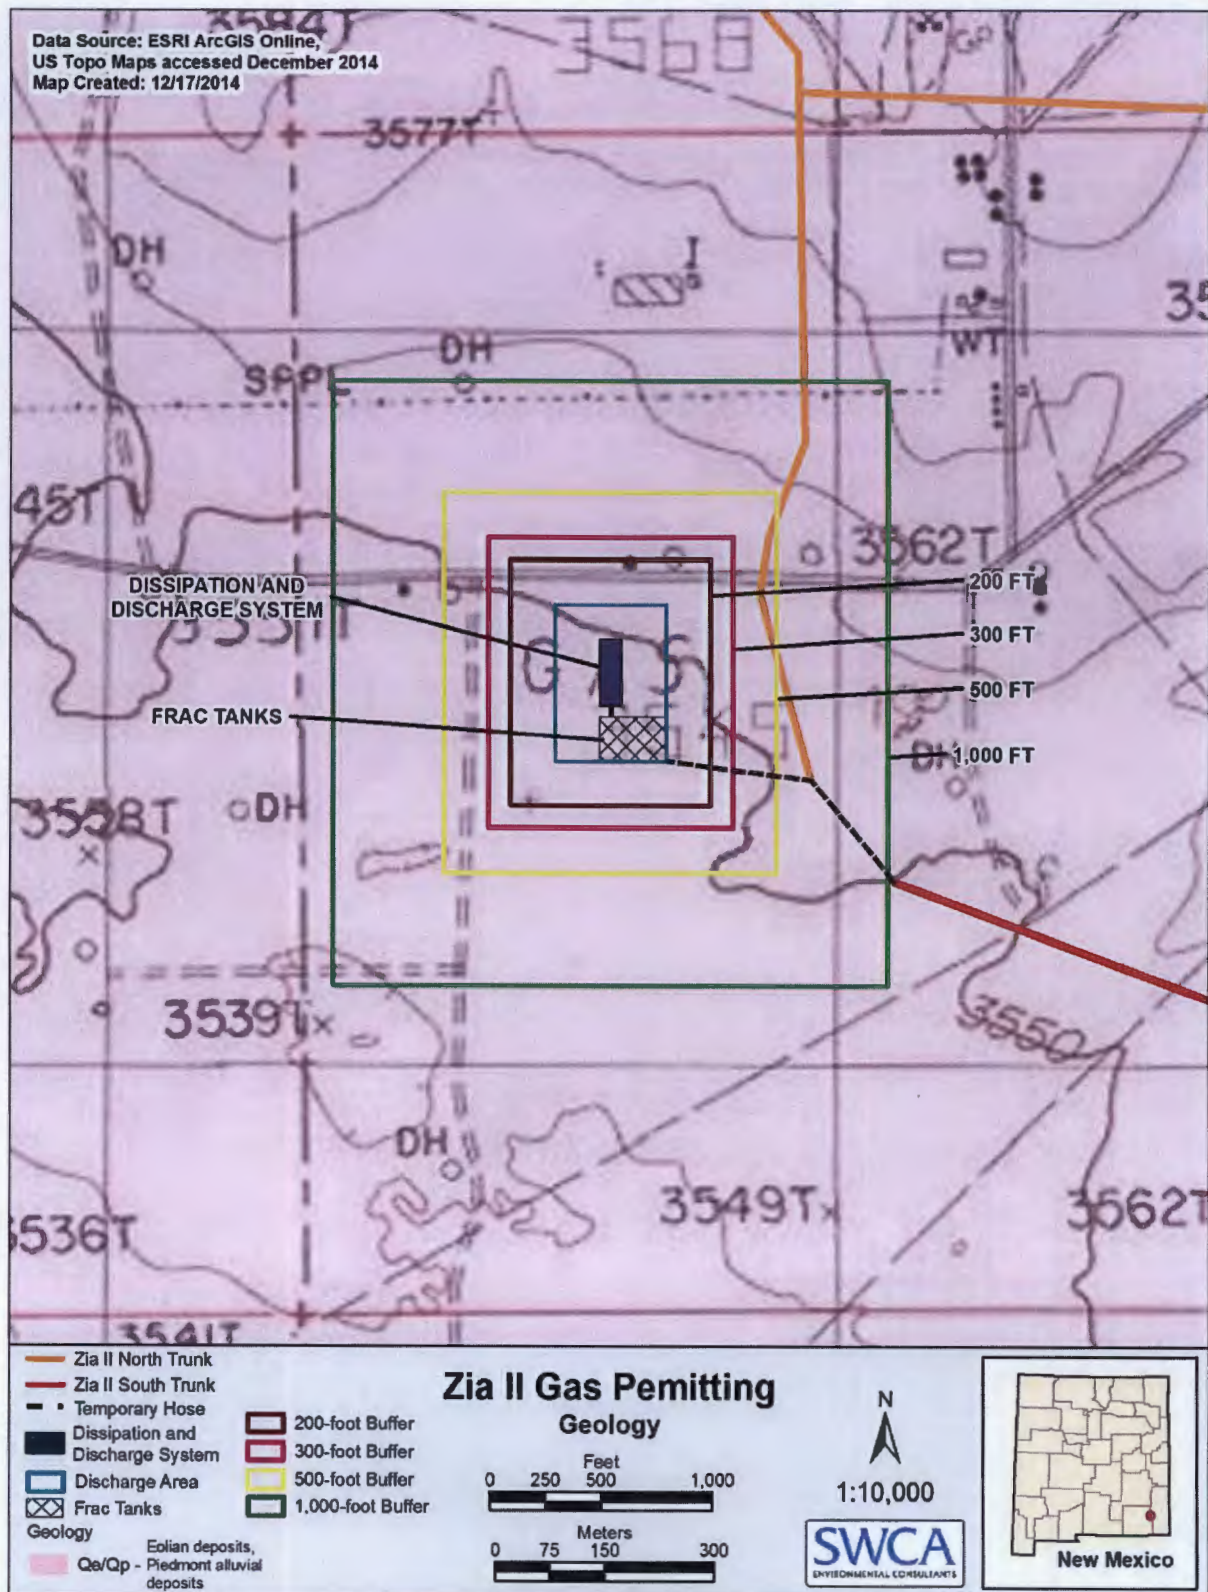 Data Source: ESRI ArcGIS Online,
US Topo Maps accessed December 2014
Map Created: 12/17/2014
3584T
3568
GP
3577T
DH
I
35
DH
WT
SPPL
45T
3562T
DISSIPATION AND
DISCHARGE SYSTEM
200 FT
300 FT
500 FT
FRAC TANKS
1,000 FT
DH
3558T
DH
3539T
3550
DH
3549T
3562T
3536T
3541T
Zia II North Trunk
Zia II South Trunk
Temporary Hose
Dissipation and
Discharge System
Discharge Area
Frac Tanks
Geology
Qe/Qp - Eolian deposits,
Piedmont alluvial
deposits
200-foot Buffer
300-foot Buffer
500-foot Buffer
1,000-foot Buffer
Zia II Gas Pemitting
Geology
Feet
0 250 500 1,000
Meters
0 75 150 300
N
1:10,000
SWCA
ENVIRONMENTAL CONSULTANTS
New Mexico